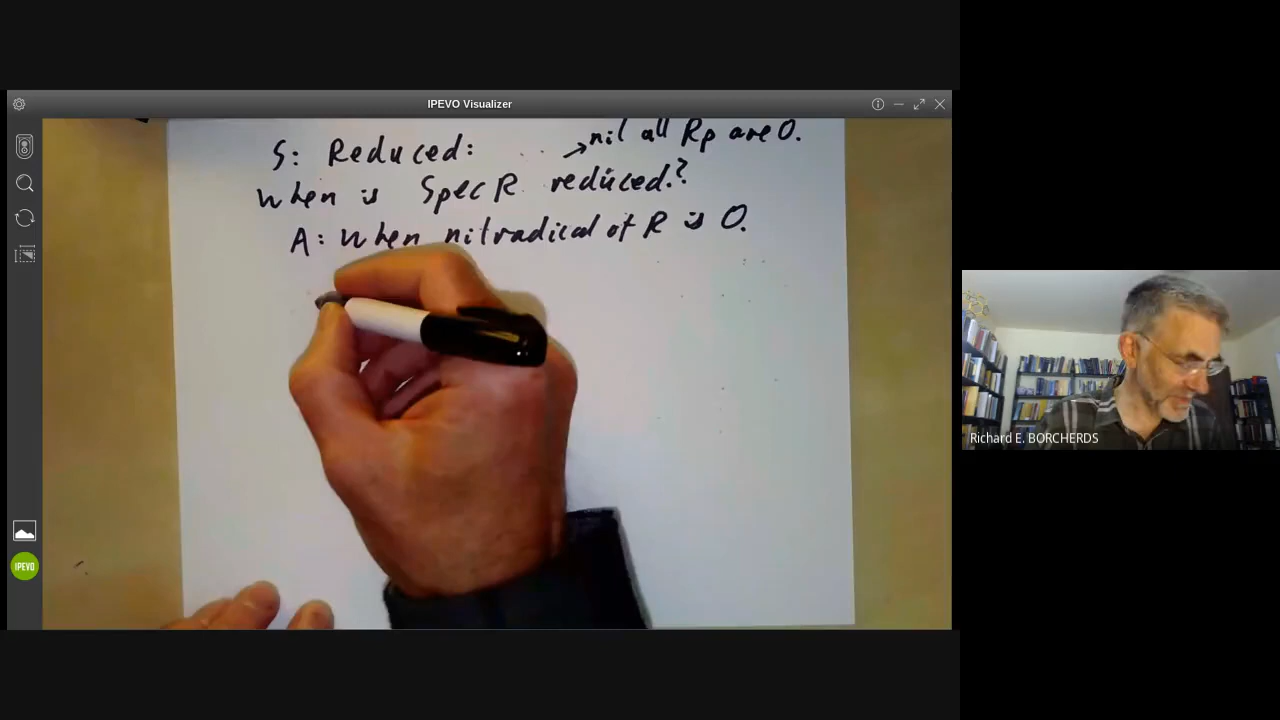 IPEVO Visualizer
nil all Rp are 0.
S: Reduced:
When is Spec R reduced.?
A: When nilradical of R is 0.
IPEVO
Richard E. BORCHERDS